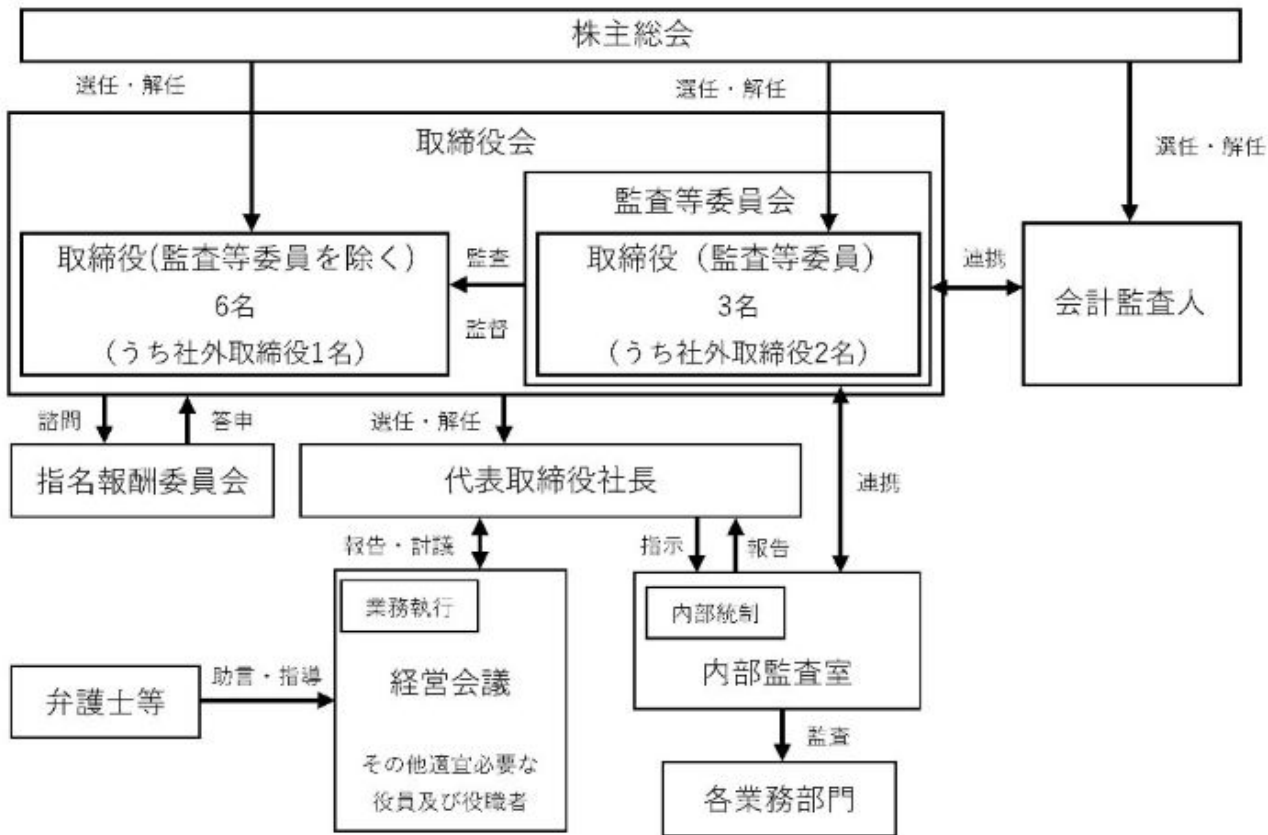 株主総会
選任・解任
選任・解任
選任・解任
取締役会
監査等委員会
取締役(監査等委員を除く)
6名
(うち社外取締役1名)
監査
監督
取締役（監査等委員）
3名
(うち社外取締役2名)
連携
会計監査人
諮問
答申
選任・解任
指名報酬委員会
代表取締役社長
連携
報告・討議
指示
報告
業務執行
経営会議
その他適宜必要な
役員及び役職者
内部統制
内部監査室
弁護士等
助言・指導
監査
各業務部門